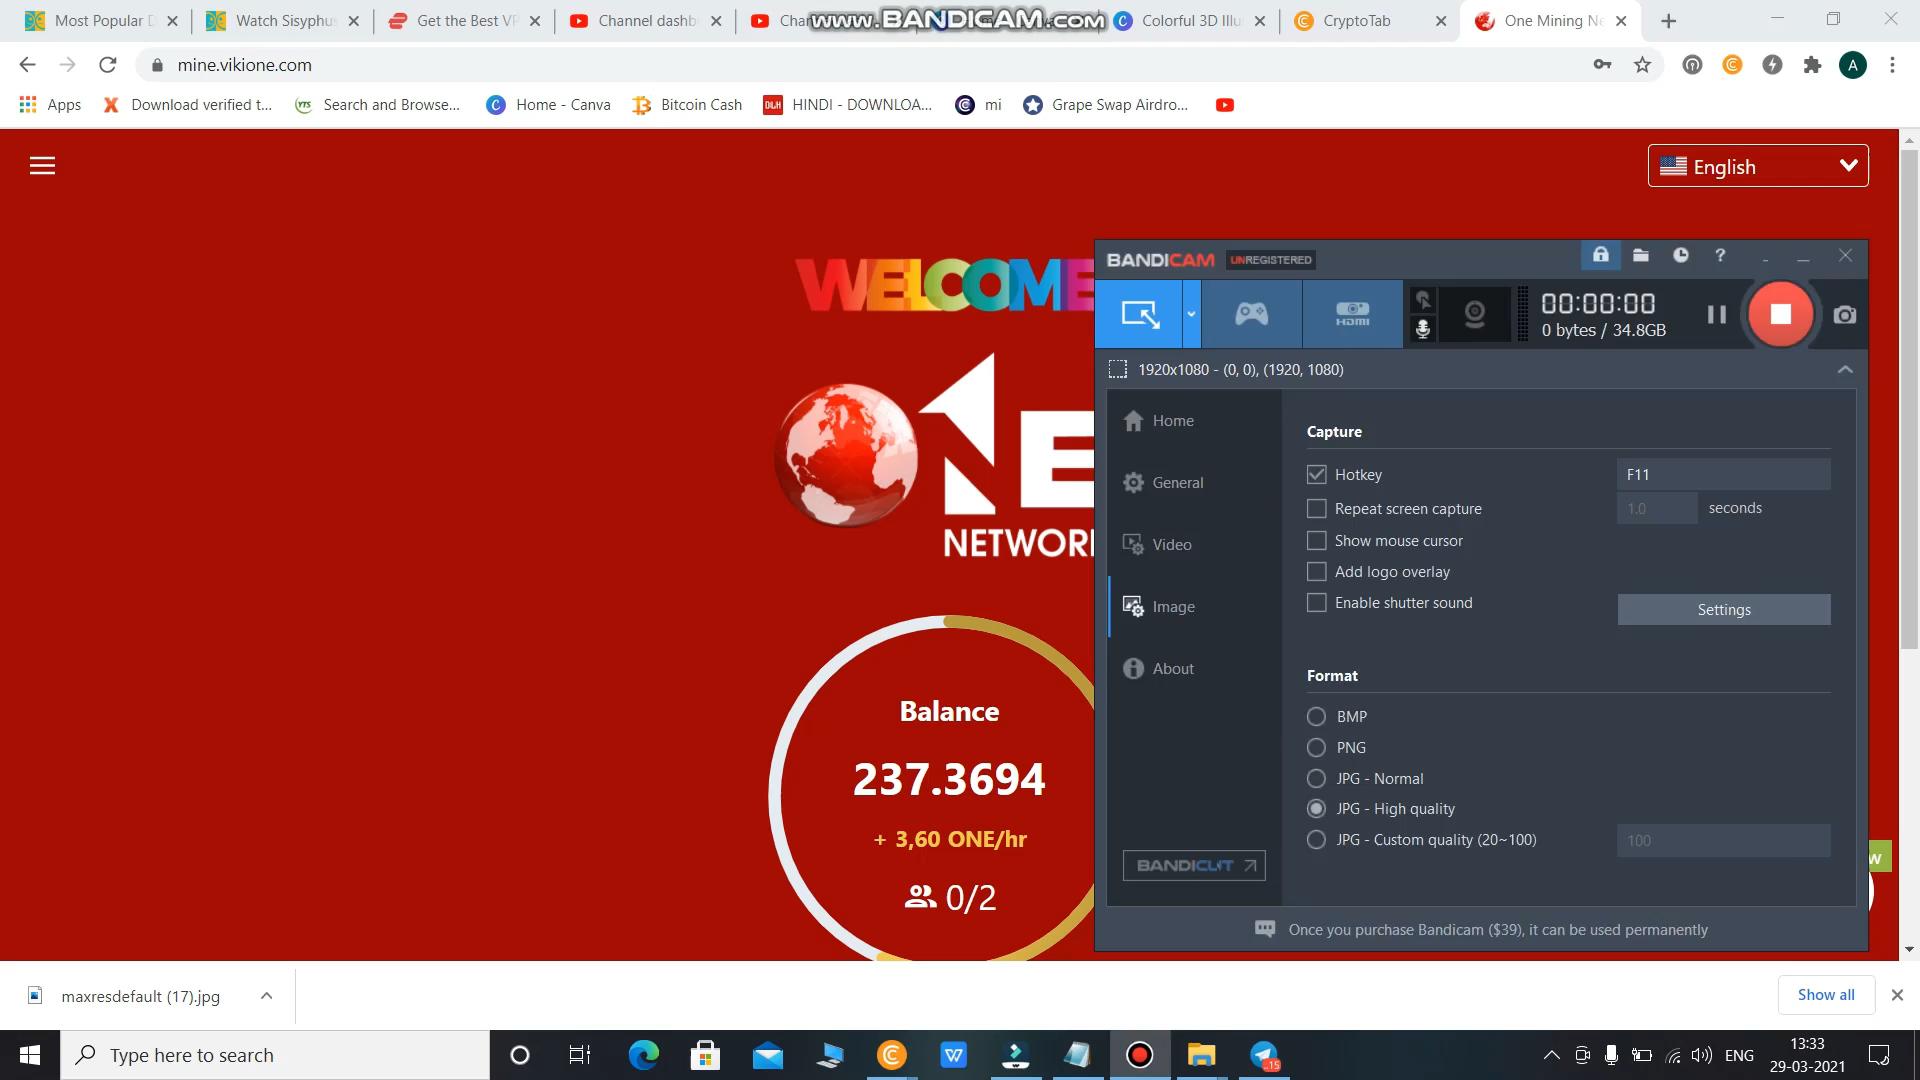 Most Popular D
Watch Sisyphus
Get the Best VP
Channel dashb
Chan
www.BANDICAM.com
Colorful 3D Illu
CryptoTab
One Mining Ne
mine.vikione.com
A
Apps
Download verified t...
Search and Browse...
Home - Canva
Bitcoin Cash
HINDI - DOWNLOA...
mi
Grape Swap Airdro...
English
WELCOME
NE
NETWOR
Balance
237.3694
+ 3,60 ONE/hr
0/2
BANDICAM UNREGISTERED
HDMI
00:00:00
0 bytes / 34.8GB
1920x1080 - (0, 0), (1920, 1080)
Home
General
Video
Image
About
BANDICUT
Capture
Hotkey
F11
Repeat screen capture
1.0 seconds
Show mouse cursor
Add logo overlay
Enable shutter sound
Settings
Format
BMP
PNG
JPG - Normal
JPG - High quality
JPG - Custom quality (20~100)
100
Once you purchase Bandicam ($39), it can be used permanently
w
maxresdefault (17).jpg
Show all
Type here to search
15
ENG
13:33
29-03-2021